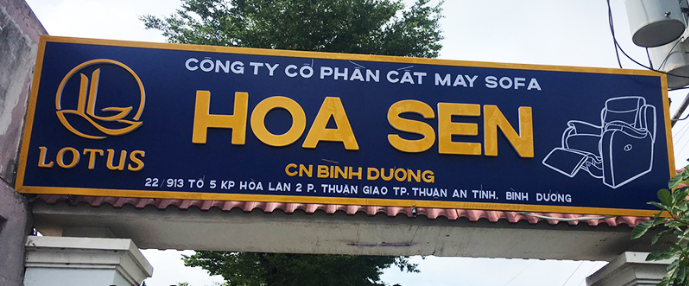 CÔNG TY CỔ PHẦN CẮT MAY SOFA
HOA SEN
LOTUS
CN BÌNH DƯƠNG
22/913 TỔ 5 KP HÒA LÂN 2 P. THUẬN GIAO TP. THUẬN AN TỈNH. BÌNH DƯƠNG